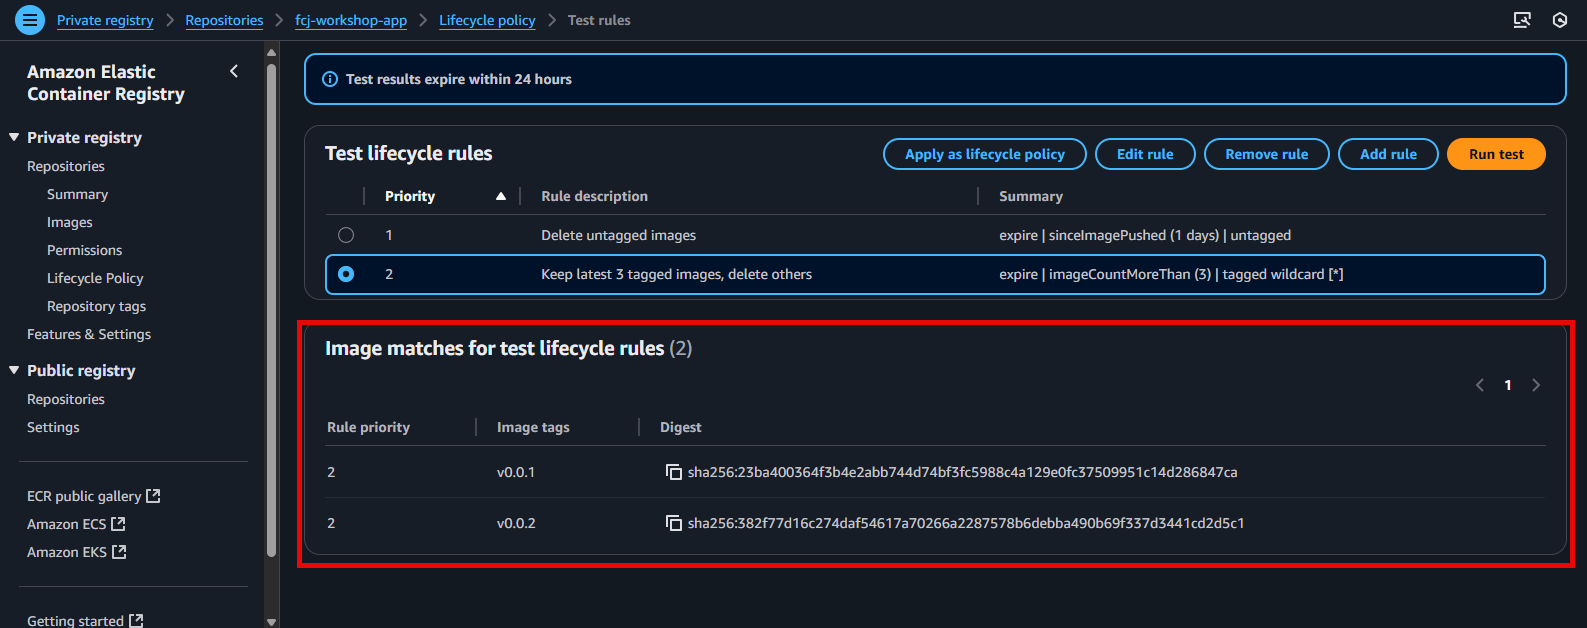 Private registry
Repositories
fcj-workshop-app
Lifecycle policy
Test rules
Amazon Elastic
Container Registry
Private registry
Repositories
Summary
Images
Permissions
Lifecycle Policy
Repository tags
Features & Settings
Public registry
Repositories
Settings
ECR public gallery
Amazon ECS
Amazon EKS
Getting started
Test results expire within 24 hours
Test lifecycle rules
Apply as lifecycle policy
Edit rule
Remove rule
Add rule
Run test
Priority Rule description Summary
1 Delete untagged images expire | sinceImagePushed (1 days) | untagged
2 Keep latest 3 tagged images, delete others expire | imageCountMoreThan (3) | tagged wildcard [*]
Image matches for test lifecycle rules (2)
1
Rule priority Image tags Digest
2 v0.0.1 sha256:23ba400364f3b4e2abb744d74bf3fc5988c4a129e0fc37509951c14d286847ca
2 v0.0.2 sha256:382f77d16c274daf54617a70266a2287578b6debba490b69f337d3441cd2d5c1